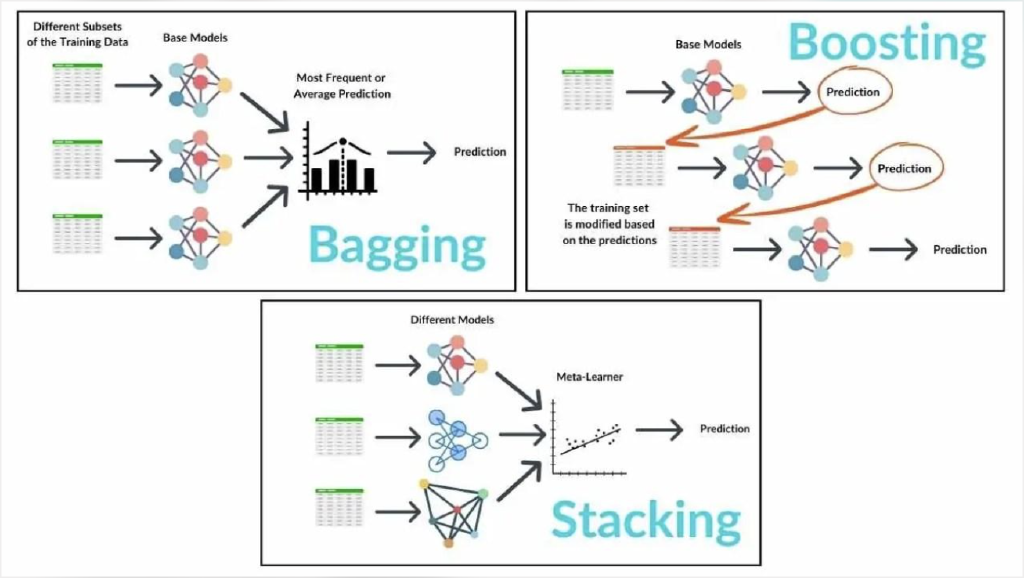 Different Subsets
of the Training Data
Base Models
Most Frequent or
Average Prediction
Prediction
Bagging
Boosting
Base Models
Prediction
Prediction
The training set
is modified based
on the predictions
Prediction
Different Models
Meta-Learner
Prediction
Stacking